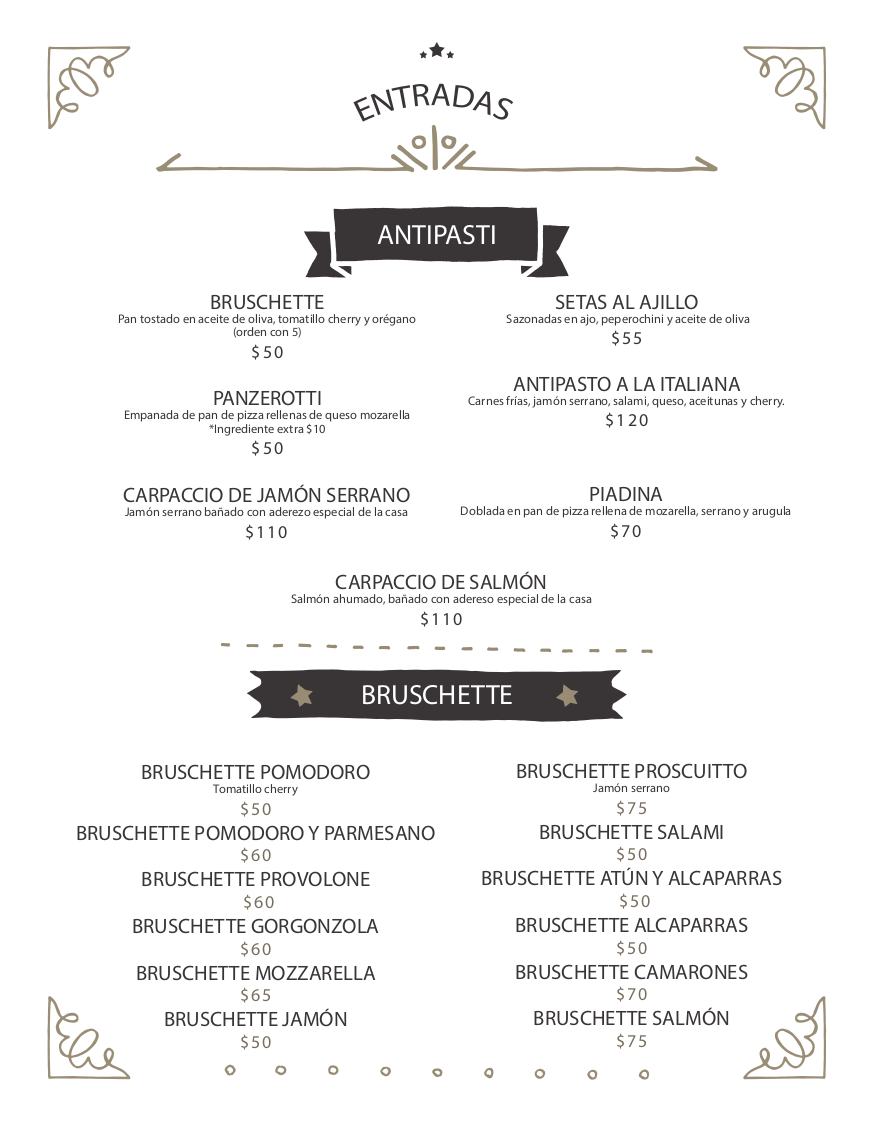 ENTRADAS
ANTIPASTI
BRUSCHETTE
Pan tostado en aceite de oliva, tomatillo cherry y orégano
(orden con 5)
$50
PANZEROTTI
Empanada de pan de pizza rellenas de queso mozarella
*Ingrediente extra $10
$50
CARPACCIO DE JAMÓN SERRANO
Jamón serrano bañado con aderezo especial de la casa
$110
SETAS AL AJILLO
Sazonadas en ajo, peperochini y aceite de oliva
$55
ANTIPASTO A LA ITALIANA
Carnes frías, jamón serrano, salami, queso, aceitunas y cherry.
$120
PIADINA
Doblada en pan de pizza rellena de mozarella, serrano y arugula
$70
CARPACCIO DE SALMÓN
Salmón ahumado, bañado con adereso especial de la casa
$110
BRUSCHETTE
BRUSCHETTE POMODORO
Tomatillo cherry
$50
BRUSCHETTE POMODORO Y PARMESANO
$60
BRUSCHETTE PROVOLONE
$60
BRUSCHETTE GORGONZOLA
$60
BRUSCHETTE MOZZARELLA
$65
BRUSCHETTE JAMÓN
$50
BRUSCHETTE PROSCUITTO
Jamón serrano
$75
BRUSCHETTE SALAMI
$50
BRUSCHETTE ATÚN Y ALCAPARRAS
$50
BRUSCHETTE ALCAPARRAS
$50
BRUSCHETTE CAMARONES
$70
BRUSCHETTE SALMÓN
$75